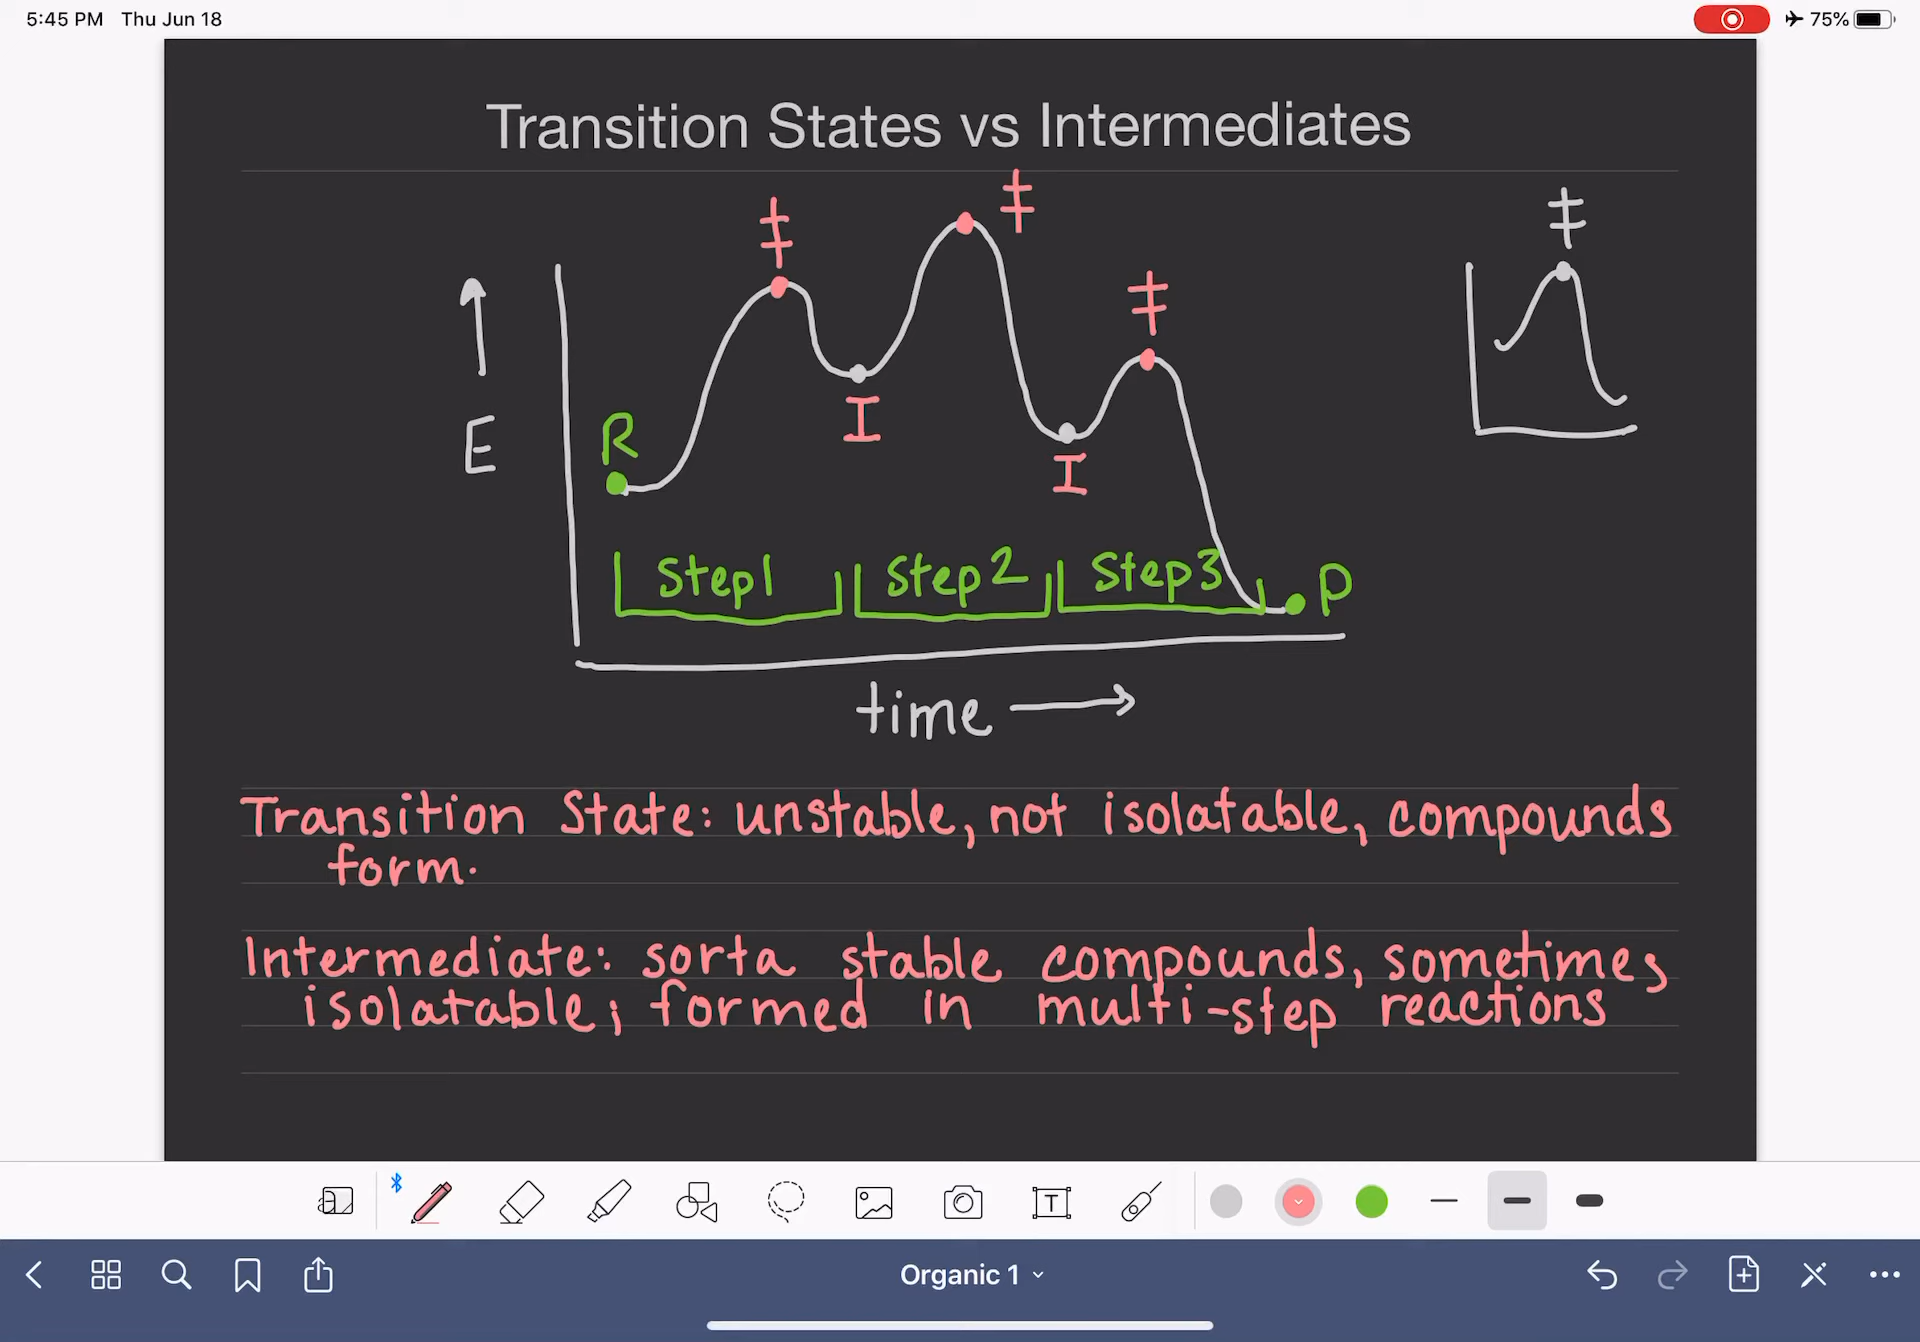 5:45 PM Thu Jun 18
75%
Transition States vs Intermediates
‡
‡
‡
‡
E
R
I
I
Step1 Step2 Step3
P
time
Transition State: unstable, not isolatable, compounds
form.
Intermediate: sorta stable compounds, sometimes
isolatable; formed in multi-step reactions
T
Organic 1